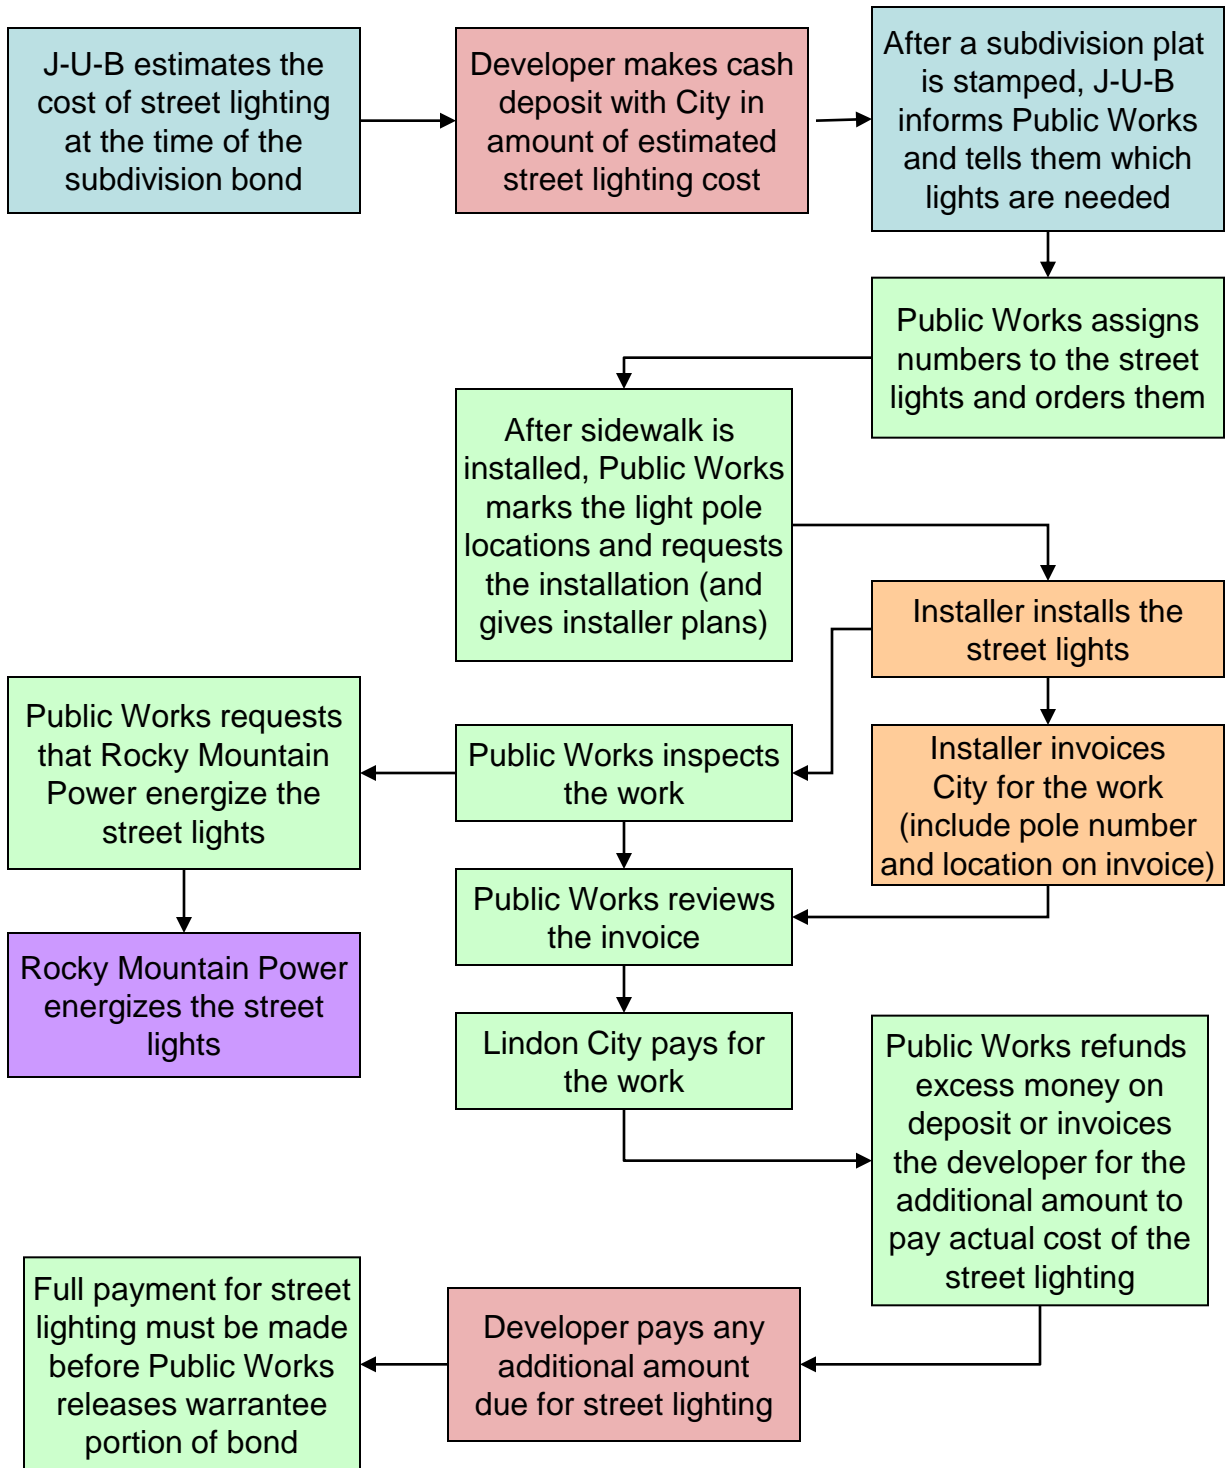 J-U-B estimates the
cost of street lighting
at the time of the
subdivision bond
Developer makes cash
deposit with City in
amount of estimated
street lighting cost
After a subdivision plat
is stamped, J-U-B
informs Public Works
and tells them which
lights are needed
Public Works assigns
numbers to the street
lights and orders them
After sidewalk is
installed, Public Works
marks the light pole
locations and requests
the installation (and
gives installer plans)
Installer installs the
street lights
Installer invoices
City for the work
(include pole number
and location on invoice)
Public Works inspects
the work
Public Works requests
that Rocky Mountain
Power energize the
street lights
Rocky Mountain Power
energizes the street
lights
Public Works reviews
the invoice
Lindon City pays for
the work
Public Works refunds
excess money on
deposit or invoices
the developer for the
additional amount to
pay actual cost of the
street lighting
Developer pays any
additional amount
due for street lighting
Full payment for street
lighting must be made
before Public Works
releases warrantee
portion of bond